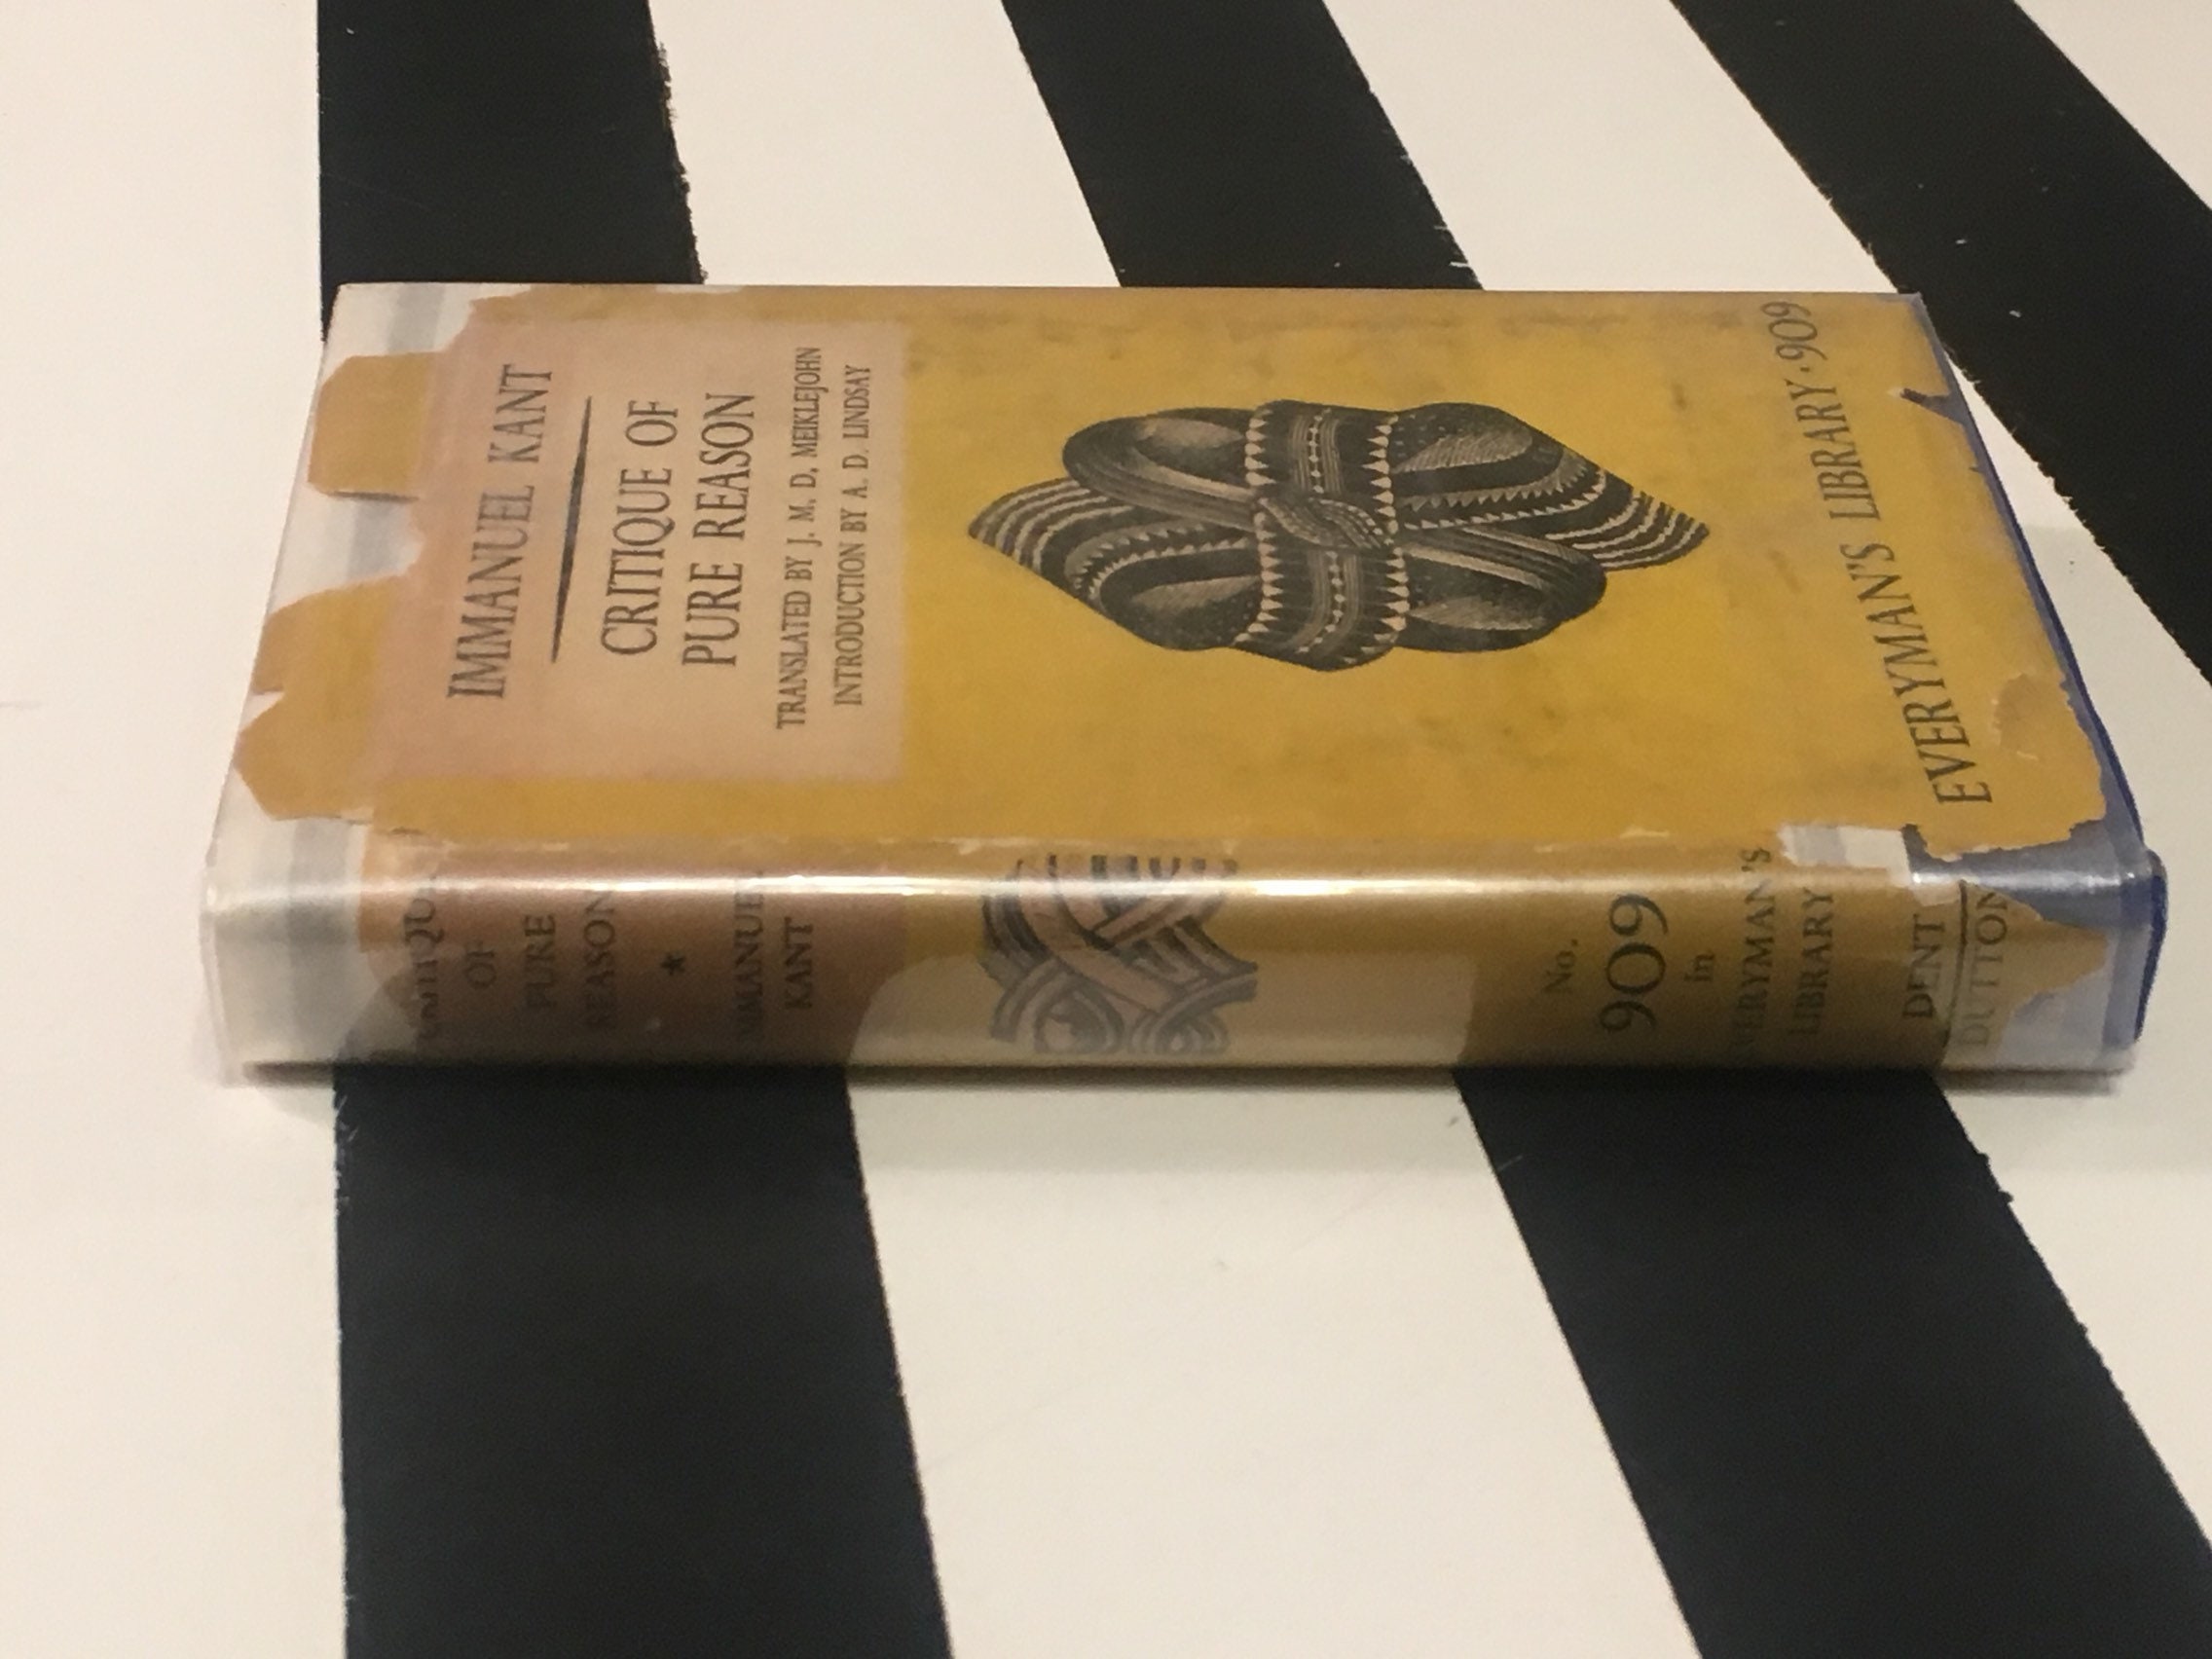 IMMANUEL KANT
CRITIQUE OF
PURE REASON
TRANSLATED BY J. M. D. MEIKLEJOHN
INTRODUCTION BY A. D. LINDSAY
EVERYMAN'S LIBRARY·909
OF
PURE
REASON
★
KANT
No.
909
in
EVERYMAN'S
LIBRARY
DENT
DUTTON